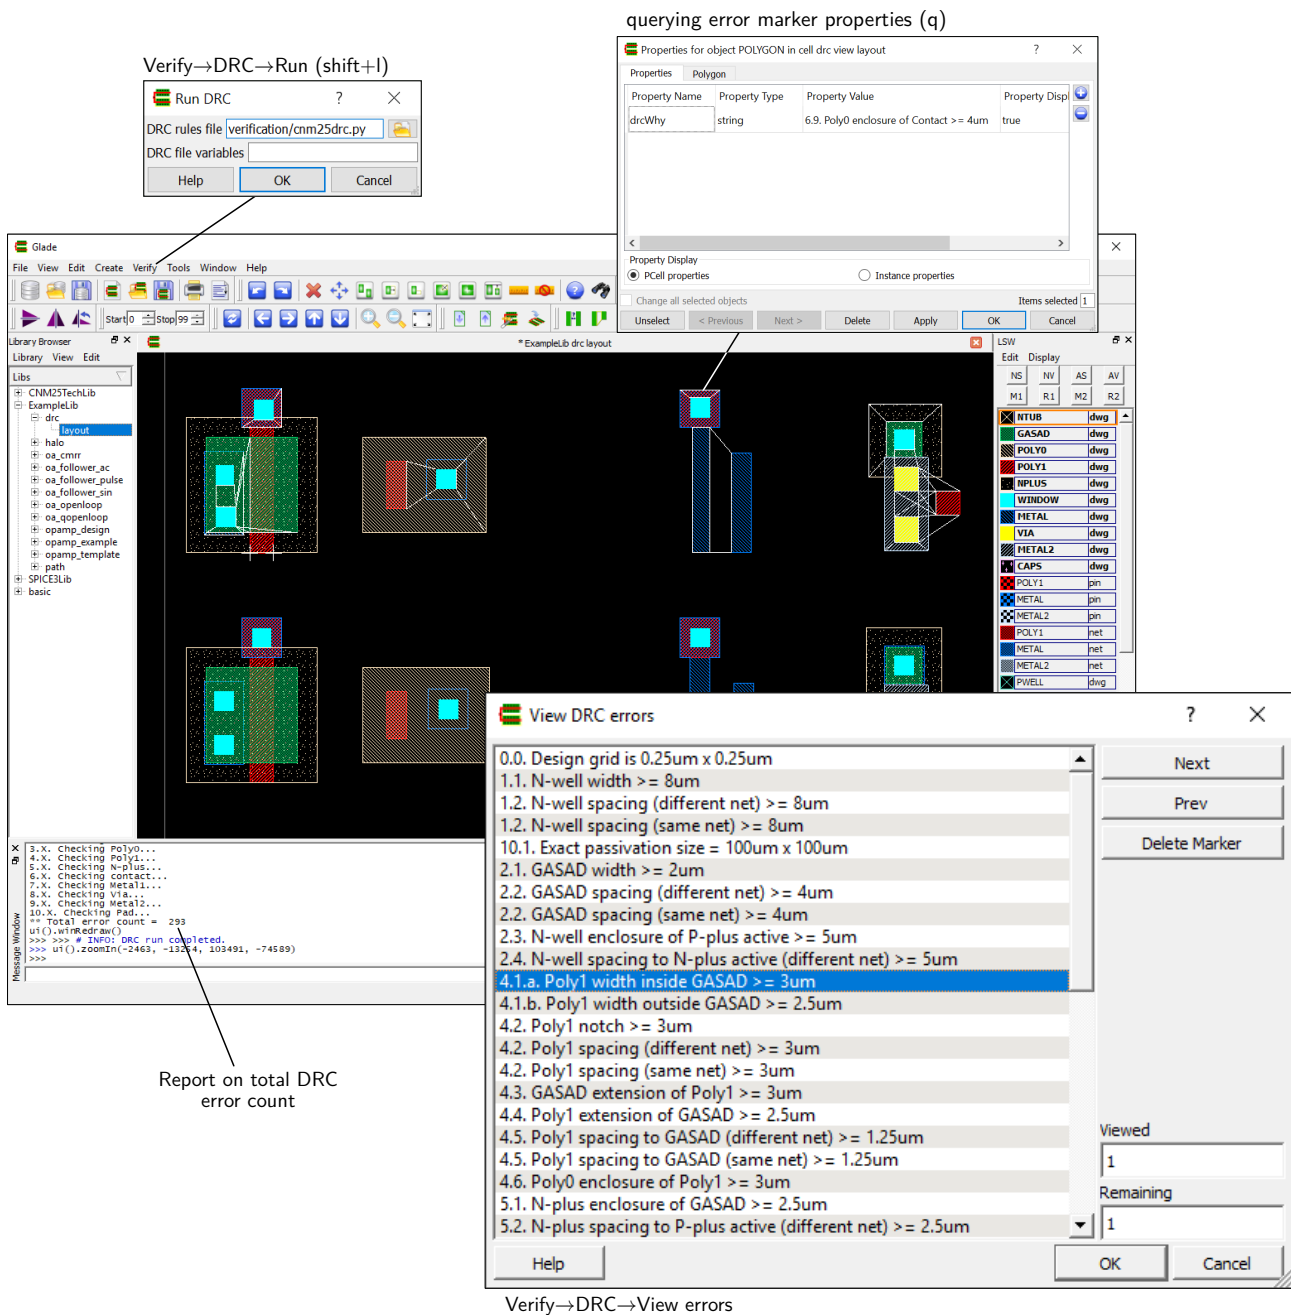 querying error marker properties (q)
Properties for object POLYGON in cell drc view layout
?
Properties
Polygon
Property Name
Property Type
Property Value
Property Displ
drcWhy
string
6.9. Poly0 enclosure of Contact >= 4um
true
Property Display
PCell properties
Instance properties
Change all selected objects
Items selected 1
Unselect
< Previous
Next >
Delete
Apply
OK
Cancel
Verify→DRC→Run (shift+l)
Run DRC
?
DRC rules file verification/cnm25drc.py
DRC file variables
Help
OK
Cancel
Glade
File View Edit Create Verify Tools Window Help
Start 0 Stop 99
Library Browser
Library View Edit
Libs
CNM25TechLib
ExampleLib
drc
layout
halo
oa_cmrr
oa_follower_ac
oa_follower_pulse
oa_follower_sin
oa_openloop
oa_qopenloop
opamp_design
opamp_example
opamp_template
path
SPICE3Lib
basic
* ExampleLib drc layout
LSW
Edit Display
NS NV AS AV
M1 R1 M2 R2
NTUB dwg
GASAD dwg
POLY0 dwg
POLY1 dwg
NPLUS dwg
WINDOW dwg
METAL dwg
VIA dwg
METAL2 dwg
CAPS dwg
POLY1 pin
METAL pin
METAL2 pin
POLY1 net
METAL net
METAL2 net
PWELL dwg
Message Window
3.X. Checking Poly0...
4.X. Checking Poly1...
5.X. Checking N-plus...
6.X. Checking contact...
7.X. Checking Metal1...
8.X. Checking Via...
9.X. Checking Metal2...
10.X. Checking Pad...
** Total error count = 293
ui().winRedraw()
>>> >>> # INFO: DRC run completed.
>>> ui().zoomIn(-2463, -13254, 103491, -74589)
>>>
Report on total DRC
error count
View DRC errors
?
0.0. Design grid is 0.25um x 0.25um
1.1. N-well width >= 8um
1.2. N-well spacing (different net) >= 8um
1.2. N-well spacing (same net) >= 8um
10.1. Exact passivation size = 100um x 100um
2.1. GASAD width >= 2um
2.2. GASAD spacing (different net) >= 4um
2.2. GASAD spacing (same net) >= 4um
2.3. N-well enclosure of P-plus active >= 5um
2.4. N-well spacing to N-plus active (different net) >= 5um
4.1.a. Poly1 width inside GASAD >= 3um
4.1.b. Poly1 width outside GASAD >= 2.5um
4.2. Poly1 notch >= 3um
4.2. Poly1 spacing (different net) >= 3um
4.2. Poly1 spacing (same net) >= 3um
4.3. GASAD extension of Poly1 >= 3um
4.4. Poly1 extension of GASAD >= 2.5um
4.5. Poly1 spacing to GASAD (different net) >= 1.25um
4.5. Poly1 spacing to GASAD (same net) >= 1.25um
4.6. Poly0 enclosure of Poly1 >= 3um
5.1. N-plus enclosure of GASAD >= 2.5um
5.2. N-plus spacing to P-plus active (different net) >= 2.5um
Next
Prev
Delete Marker
Viewed
1
Remaining
1
Help
OK
Cancel
Verify→DRC→View errors